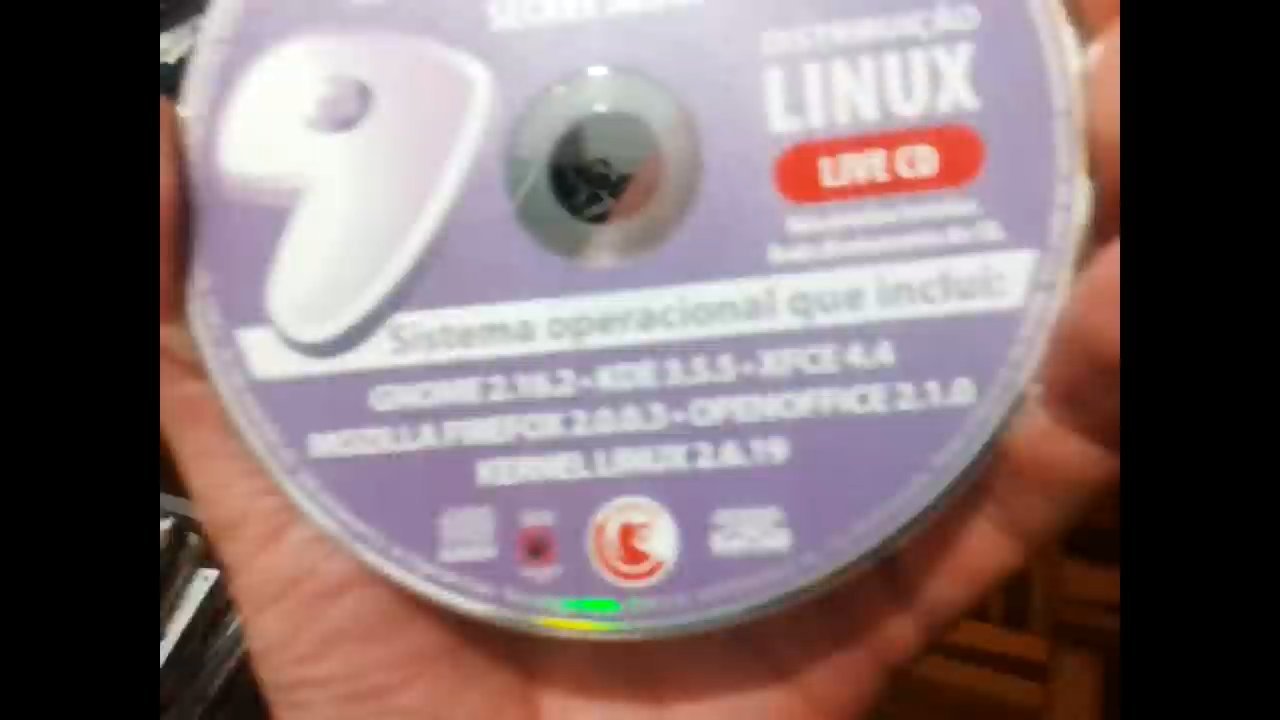 DISTRIBUIÇÃO
LINUX
LIVE CD
Sistema operacional que inclui:
GNOME 2.16.2 • KDE 3.5.5 • XFCE 4.4
MOZILLA FIREFOX 2.0.0.3 • OPENOFFICE 2.1.0
KERNEL LINUX 2.6.19